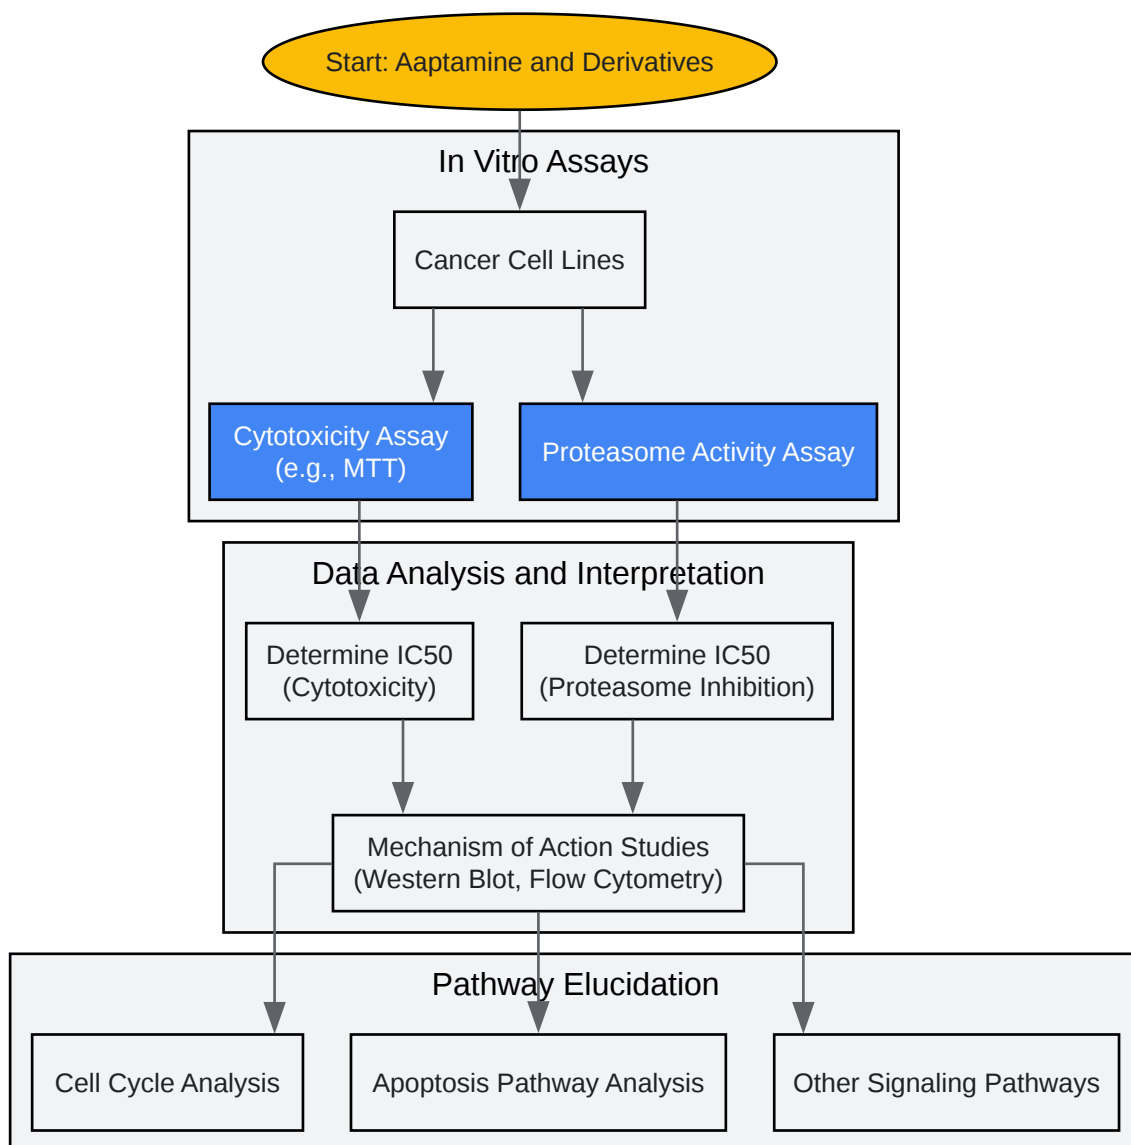 Start: Aaptamine and Derivatives
In Vitro Assays
Cancer Cell Lines
Cytotoxicity Assay
(e.g., MTT)
Proteasome Activity Assay
Data Analysis and Interpretation
Determine IC50
(Cytotoxicity)
Determine IC50
(Proteasome Inhibition)
Mechanism of Action Studies
(Western Blot, Flow Cytometry)
Pathway Elucidation
Cell Cycle Analysis
Apoptosis Pathway Analysis
Other Signaling Pathways